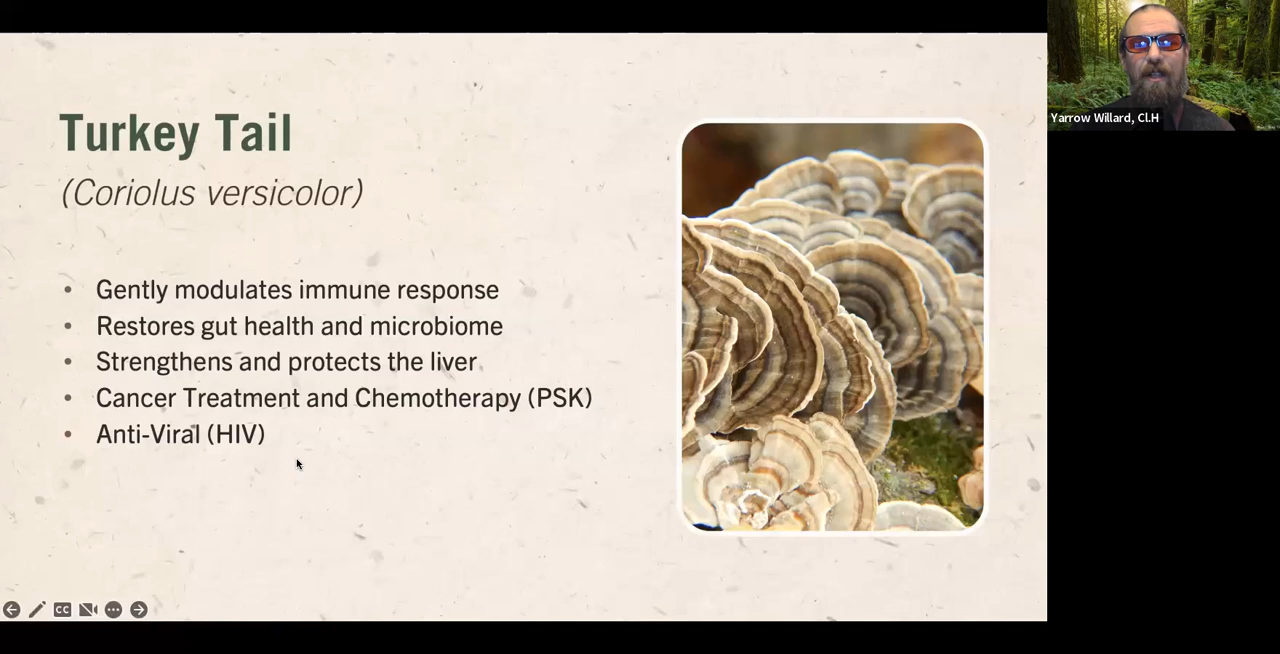 Turkey Tail
(Coriolus versicolor)
• Gently modulates immune response
• Restores gut health and microbiome
• Strengthens and protects the liver
• Cancer Treatment and Chemotherapy (PSK)
• Anti-Viral (HIV)
CC
Yarrow Willard, Cl.H